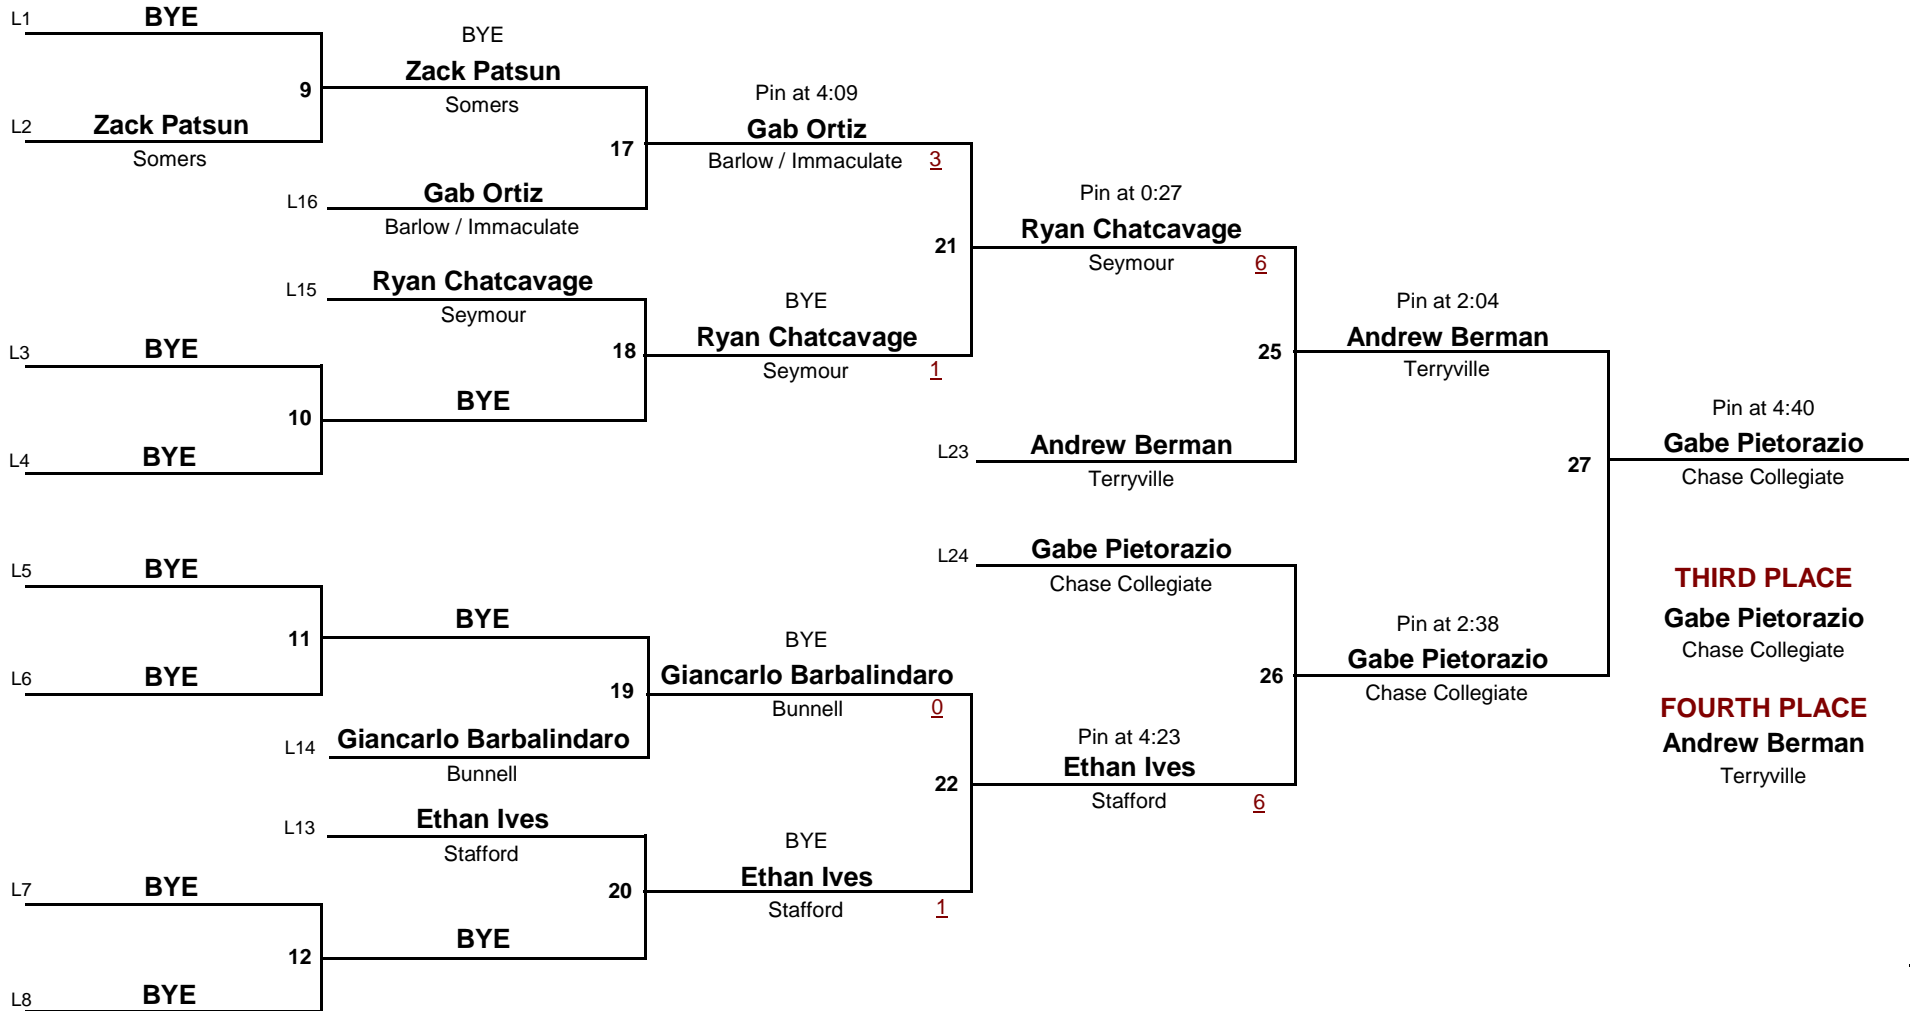 L1 BYE
BYE
Zack Patsun
9
Somers
L2 Zack Patsun
Somers
Pin at 4:09
Gab Ortiz
17
Barlow / Immaculate 3
L16 Gab Ortiz
Barlow / Immaculate
Pin at 0:27
Ryan Chatcavage
21
Seymour 6
L15 Ryan Chatcavage
Seymour
BYE
Ryan Chatcavage
18
Seymour 1
L3 BYE
10
BYE
L4 BYE
Pin at 2:04
Andrew Berman
25
Terryville
L23 Andrew Berman
Terryville
Pin at 4:40
Gabe Pietorazio
27
Chase Collegiate
L24 Gabe Pietorazio
Chase Collegiate
L5 BYE
11
BYE
L6 BYE
BYE
Giancarlo Barbalindaro
19
Bunnell 0
L14 Giancarlo Barbalindaro
Bunnell
Pin at 2:38
Gabe Pietorazio
26
Chase Collegiate
THIRD PLACE
Gabe Pietorazio
Chase Collegiate
FOURTH PLACE
Andrew Berman
Terryville
Pin at 4:23
Ethan Ives
22
Stafford 6
L13 Ethan Ives
Stafford
BYE
Ethan Ives
20
Stafford 1
L7 BYE
12
BYE
L8 BYE